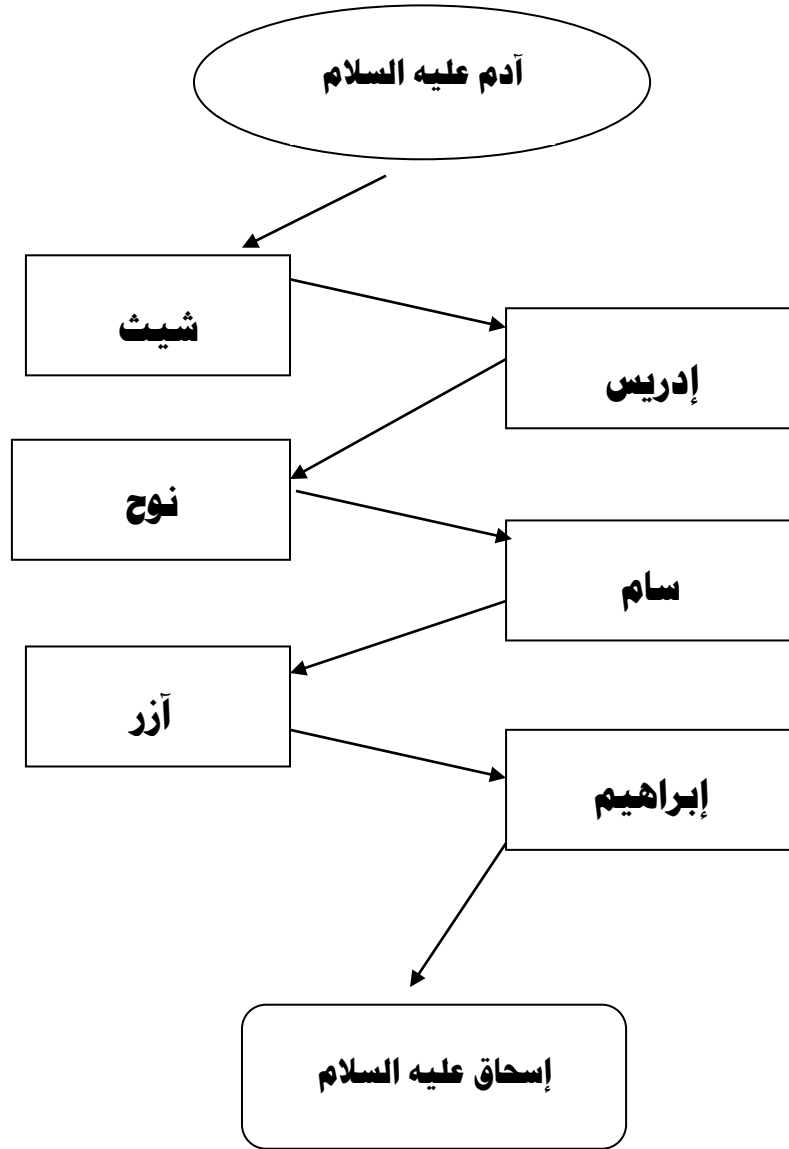 آدم عليه السلام
شيث
إدريس
نوح
سام
آزر
إبراهيم
إسحاق عليه السلام